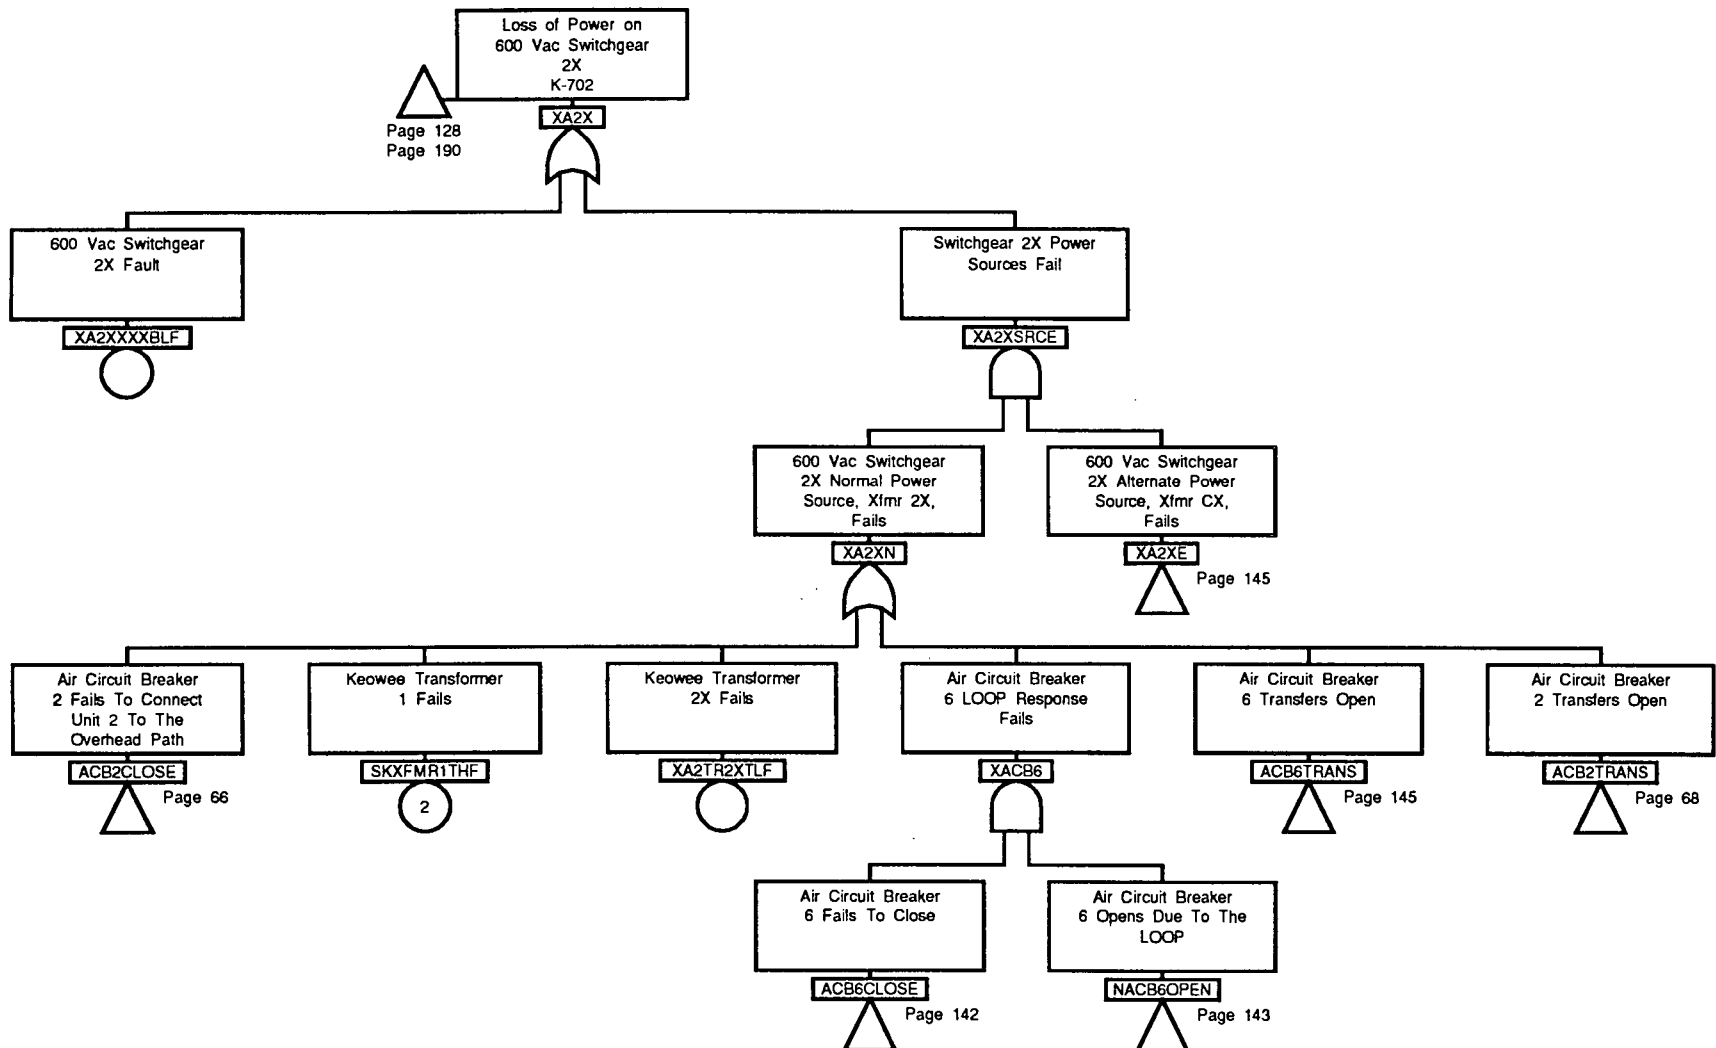 Loss of Power on
600 Vac Switchgear
2X
K-702
XA2X
Page 128
Page 190
600 Vac Switchgear
2X Fault
XA2XXXXBLF
Switchgear 2X Power
Sources Fail
XA2XSRCE
600 Vac Switchgear
2X Normal Power
Source, Xfmr 2X,
Fails
XA2XN
600 Vac Switchgear
2X Alternate Power
Source, Xfmr CX,
Fails
XA2XE
Page 145
Air Circuit Breaker
2 Fails To Connect
Unit 2 To The
Overhead Path
ACB2CLOSE
Page 66
Keowee Transformer
1 Fails
SKXFMR1THF
2
Keowee Transformer
2X Fails
XA2TR2XTLF
Air Circuit Breaker
6 LOOP Response
Fails
XACB6
Air Circuit Breaker
6 Transfers Open
ACB6TRANS
Page 145
Air Circuit Breaker
2 Transfers Open
ACB2TRANS
Page 68
Air Circuit Breaker
6 Fails To Close
ACB6CLOSE
Page 142
Air Circuit Breaker
6 Opens Due To The
LOOP
NACB6OPEN
Page 143